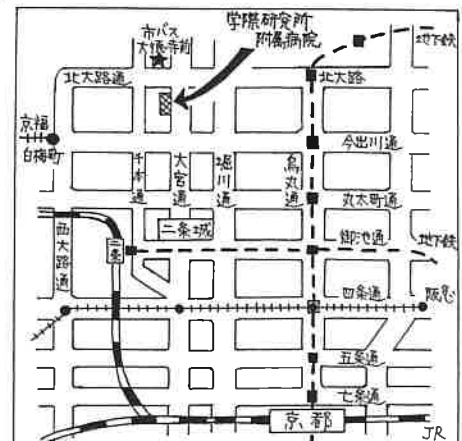 学際研究所
附属病院
市バス
大徳寺前
地下鉄
北大路通
北大路
京福
白梅町
今出川通
千本通
大宮通
堀川通
烏丸通
丸太町通
二条城
御池通
地下鉄
西大路通
二条
四条通
阪急
五条通
七条通
京都
JR